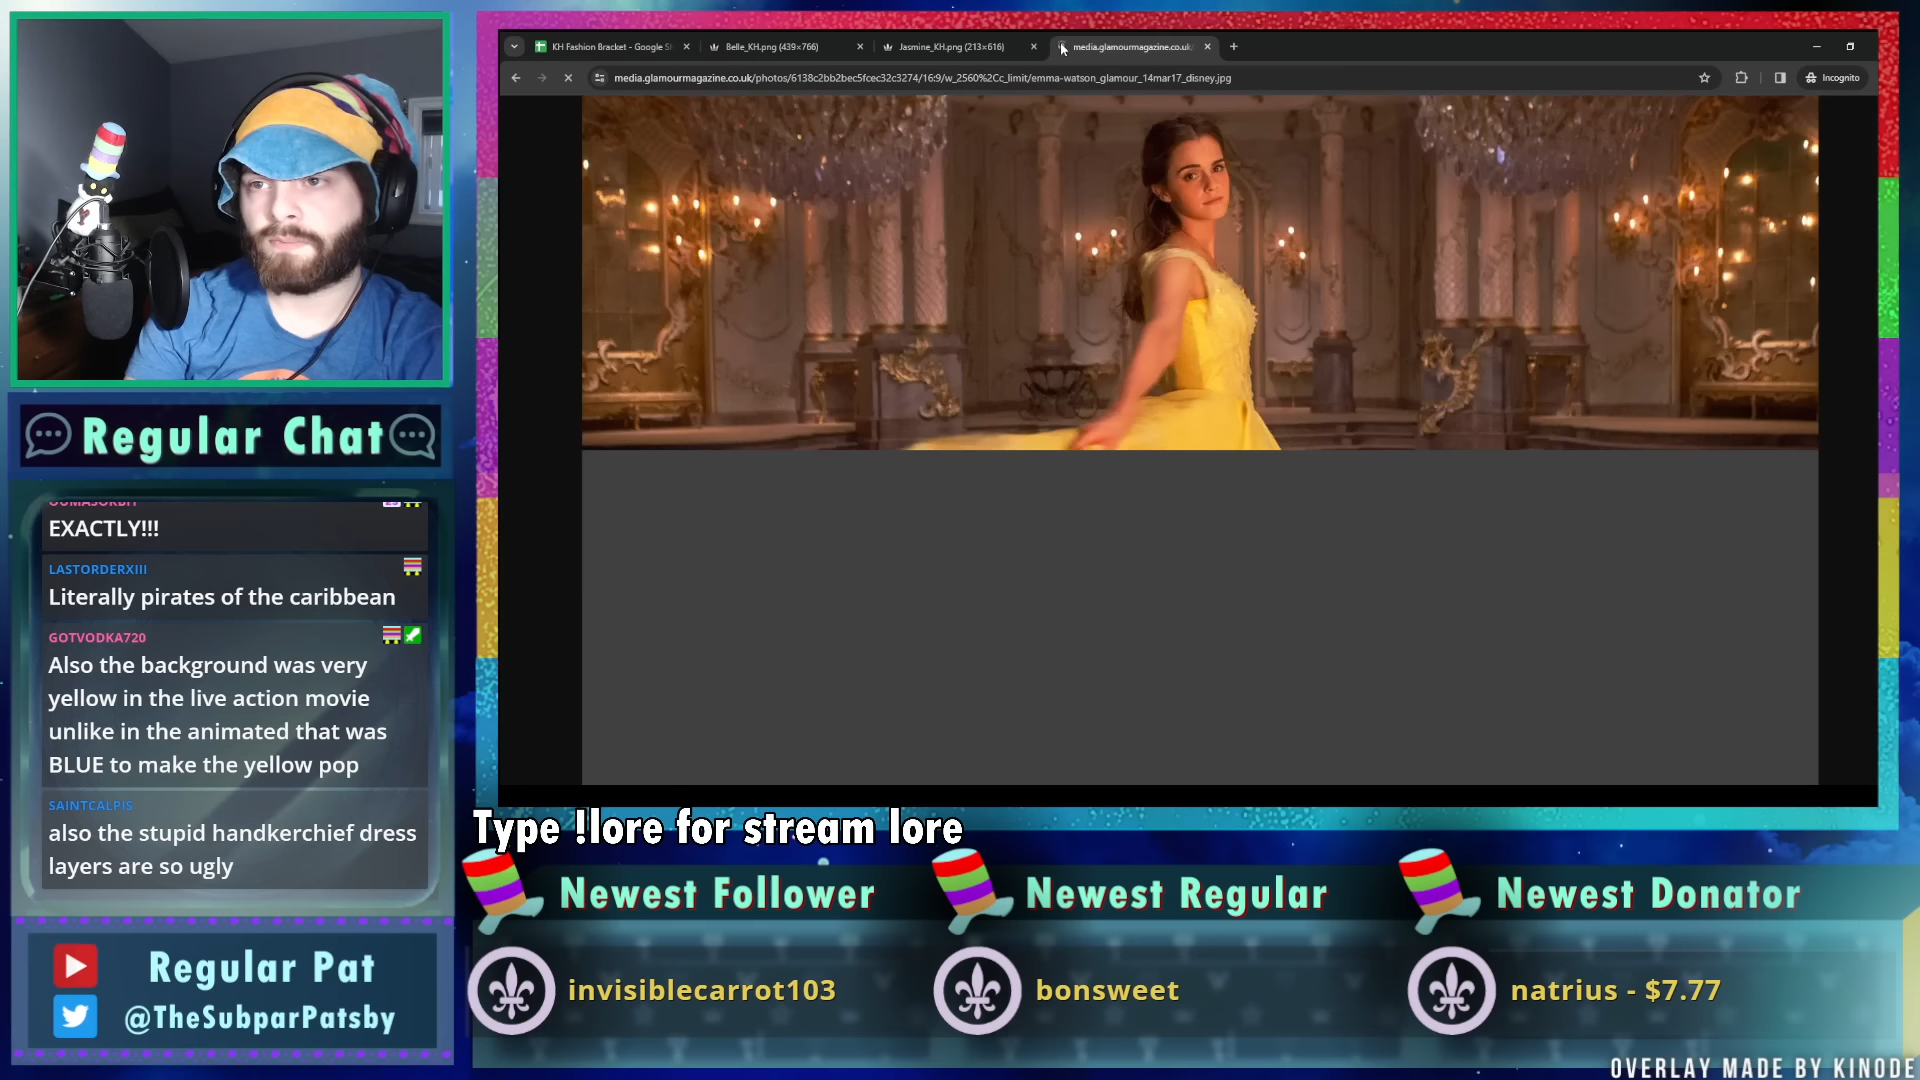 KH Fashion Bracket - Google S
Belle_KH.png (439×766)
Jasmine_KH.png (213×616)
media.glamourmagazine.co.uk
media.glamourmagazine.co.uk/photos/6138c2bb2bec5fcec32c3274/16:9/w_2560%2Cc_limit/emma-watson_glamour_14mar17_disney.jpg
Incognito
Regular Chat
EXACTLY!!!
LASTORDERXIII
Literally pirates of the caribbean
GOTVODKA720
Also the background was very
yellow in the live action movie
unlike in the animated that was
BLUE to make the yellow pop
SAINTCALPIS
also the stupid handkerchief dress
layers are so ugly
Regular Pat
@TheSubparPatsby
Type !lore for stream lore
Newest Follower
invisiblecarrot103
Newest Regular
bonsweet
Newest Donator
natrius - $7.77
OVERLAY MADE BY KINODE